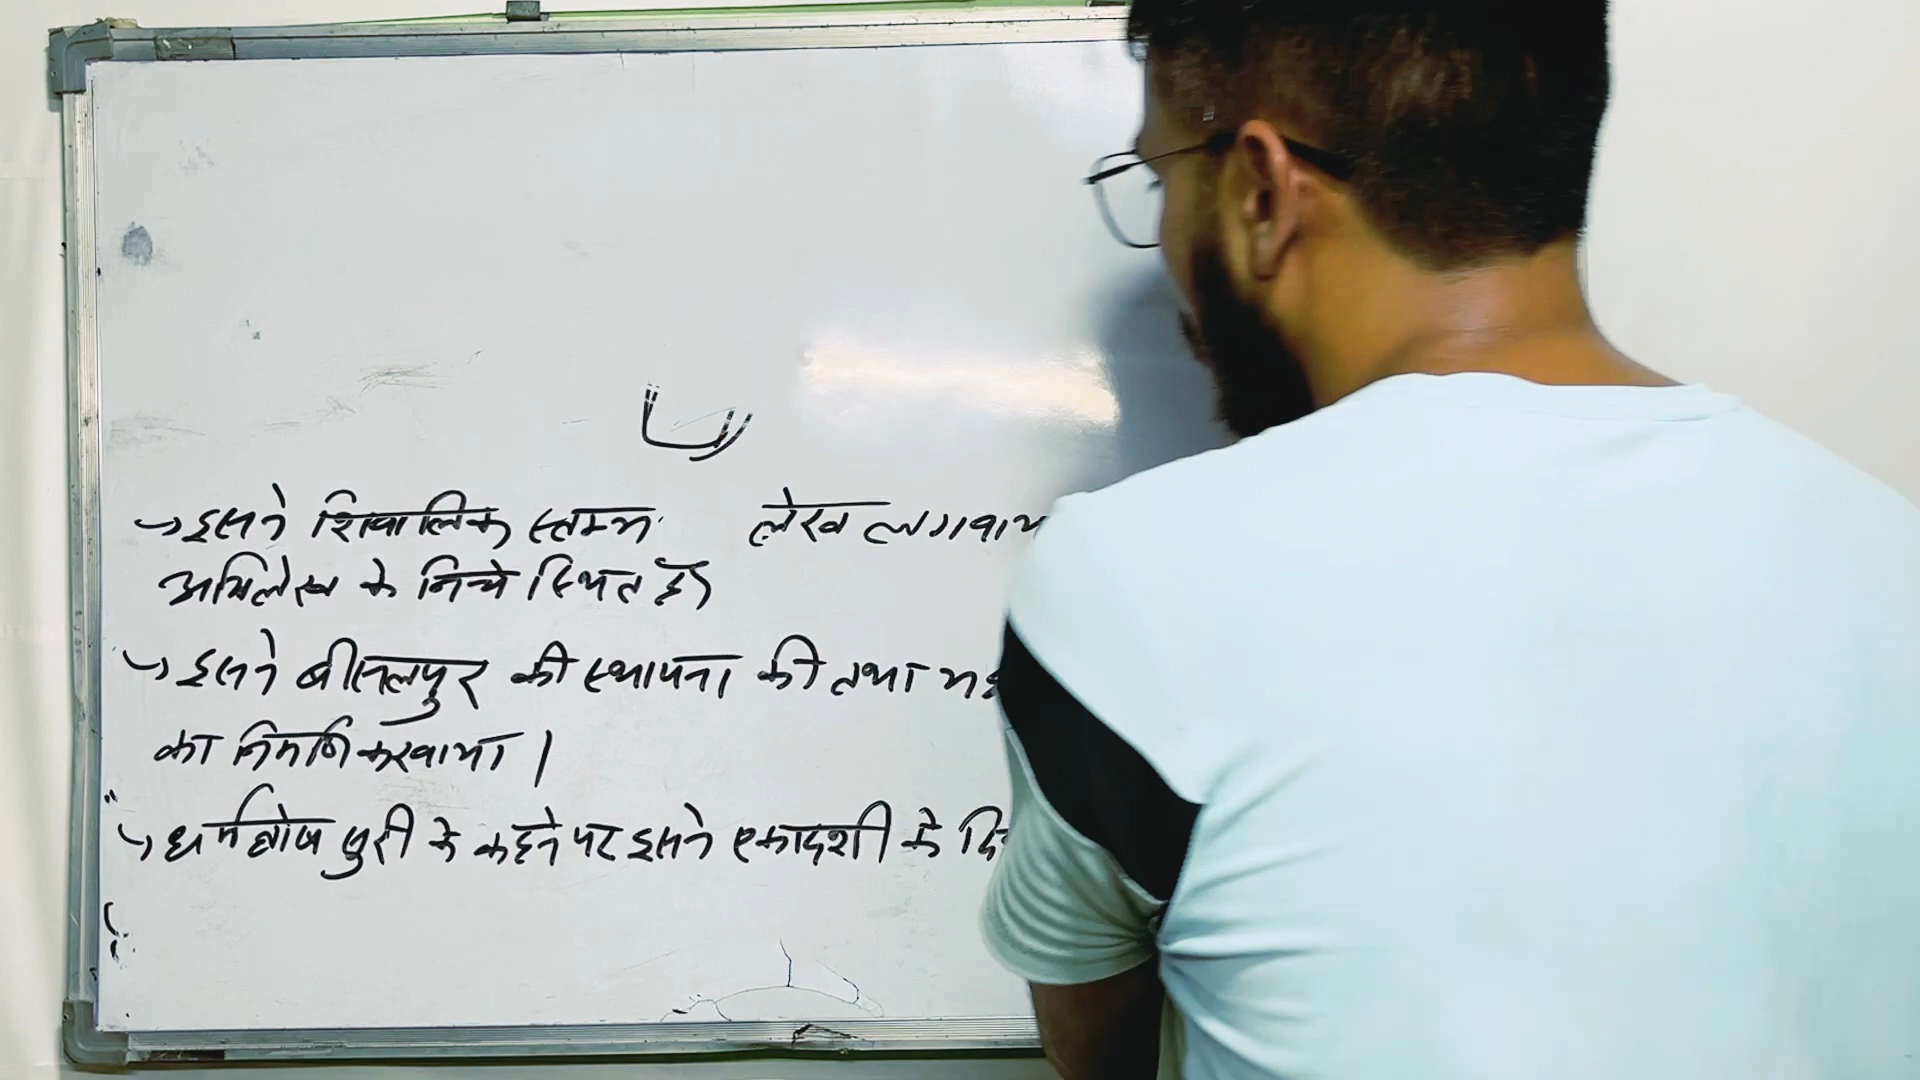 → इसने शिवालिक स्तम्भ लेख लगवाया
अभिलेख के निचे स्थित है
→ इसने बीसलपुर की स्थापना की तथा
का निर्माण करवाया |
→ धर्मघोष सुरी के कहने पर इसने एकादशी के